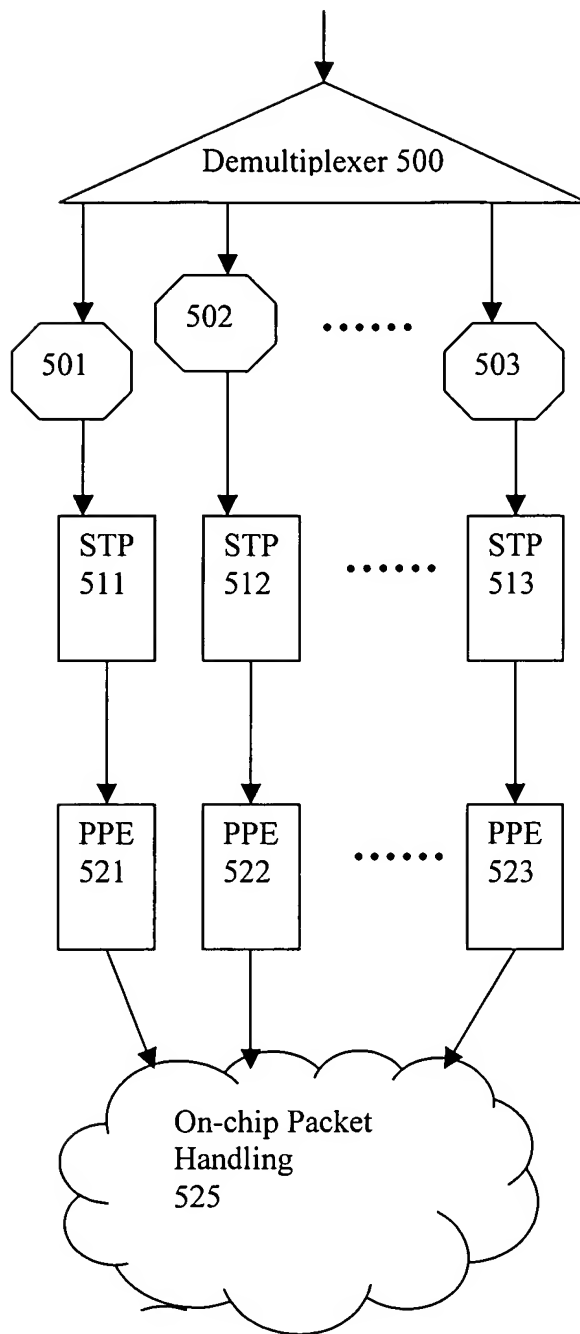 Demultiplexer 500
501
502
503
STP
511
STP
512
STP
513
PPE
521
PPE
522
PPE
523
On-chip Packet
Handling
525